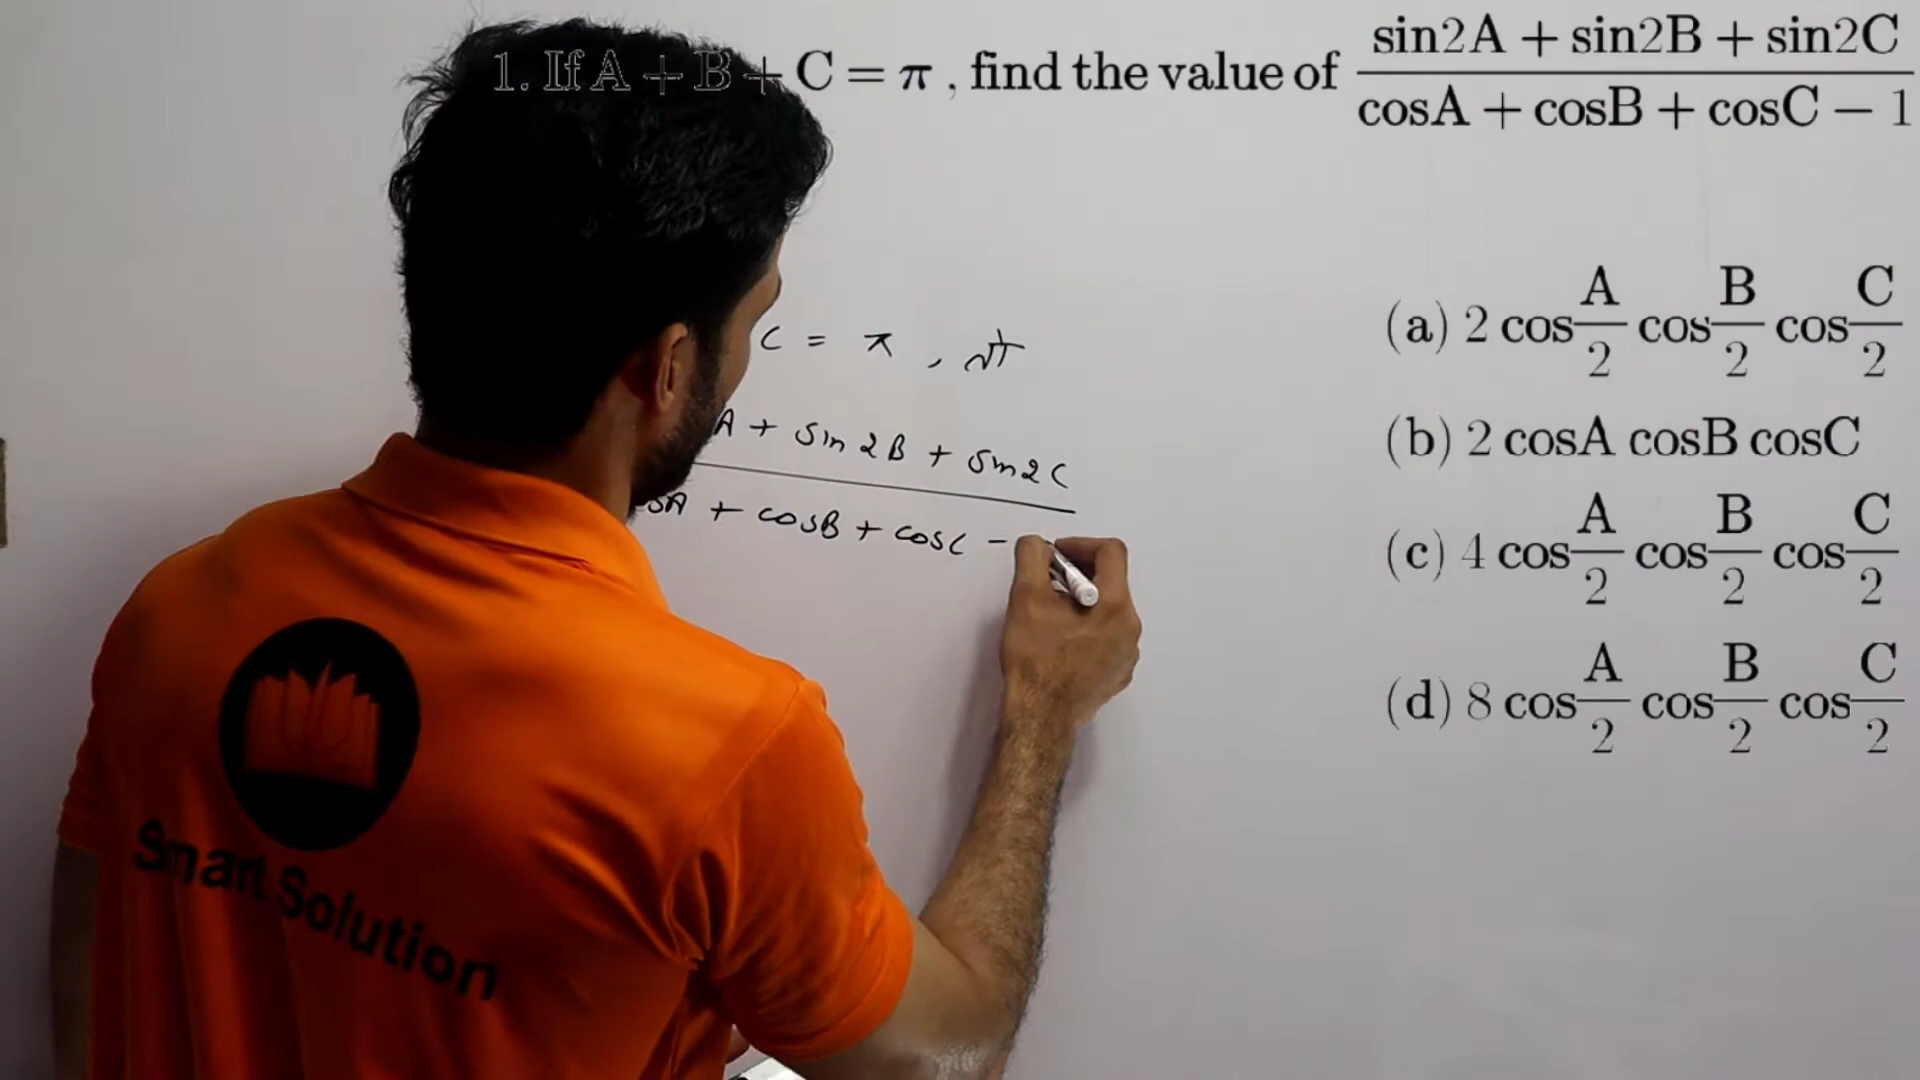 1. If A + B + C = π , find the value of (sin2A + sin2B + sin2C)/(cosA + cosB + cosC − 1)
(a) 2 cos A/2 cos B/2 cos C/2
(b) 2 cosA cosB cosC
(c) 4 cos A/2 cos B/2 cos C/2
(d) 8 cos A/2 cos B/2 cos C/2
C = π ,
A + sin 2B + sin2C
sA + cosB + cosC −
Smart Solution